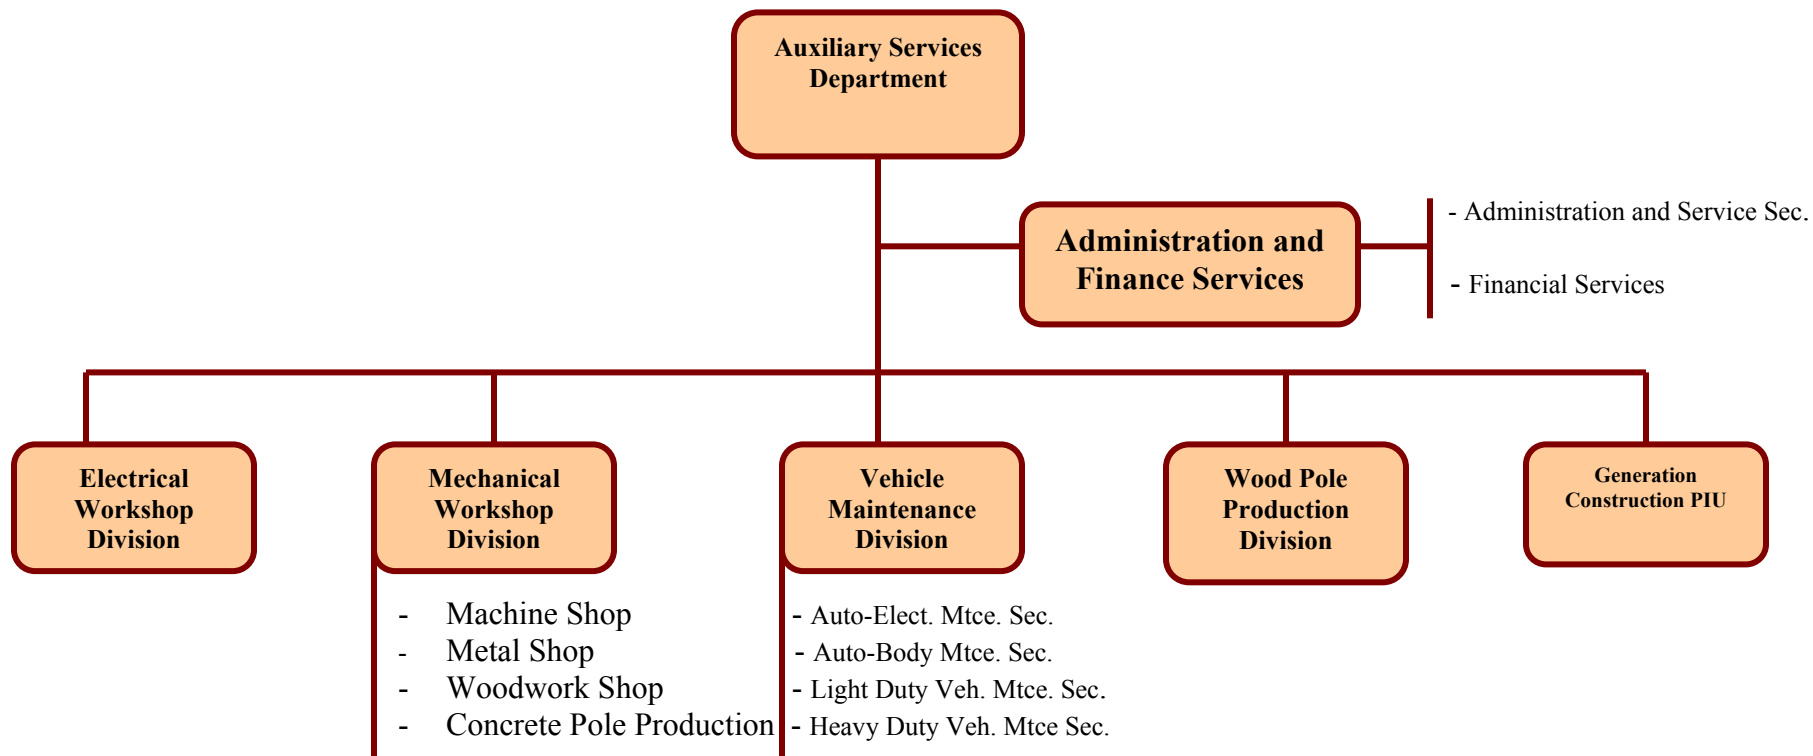 Auxiliary Services
Department
Administration and
Finance Services
- Administration and Service Sec.
- Financial Services
Electrical
Workshop
Division
Mechanical
Workshop
Division
Vehicle
Maintenance
Division
Wood Pole
Production
Division
Generation
Construction PIU
- Machine Shop
- Metal Shop
- Woodwork Shop
- Concrete Pole Production
- Auto-Elect. Mtce. Sec.
- Auto-Body Mtce. Sec.
- Light Duty Veh. Mtce. Sec.
- Heavy Duty Veh. Mtce Sec.